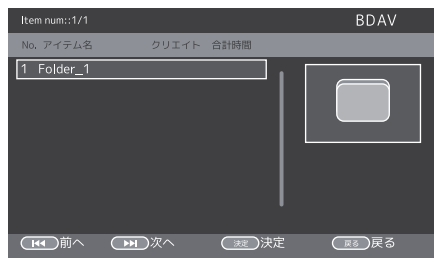 Item num::1/1 BDAV
No. アイテム名 クリエイト 合計時間
1 Folder_1
前へ 次へ 決定 決定 戻る 戻る